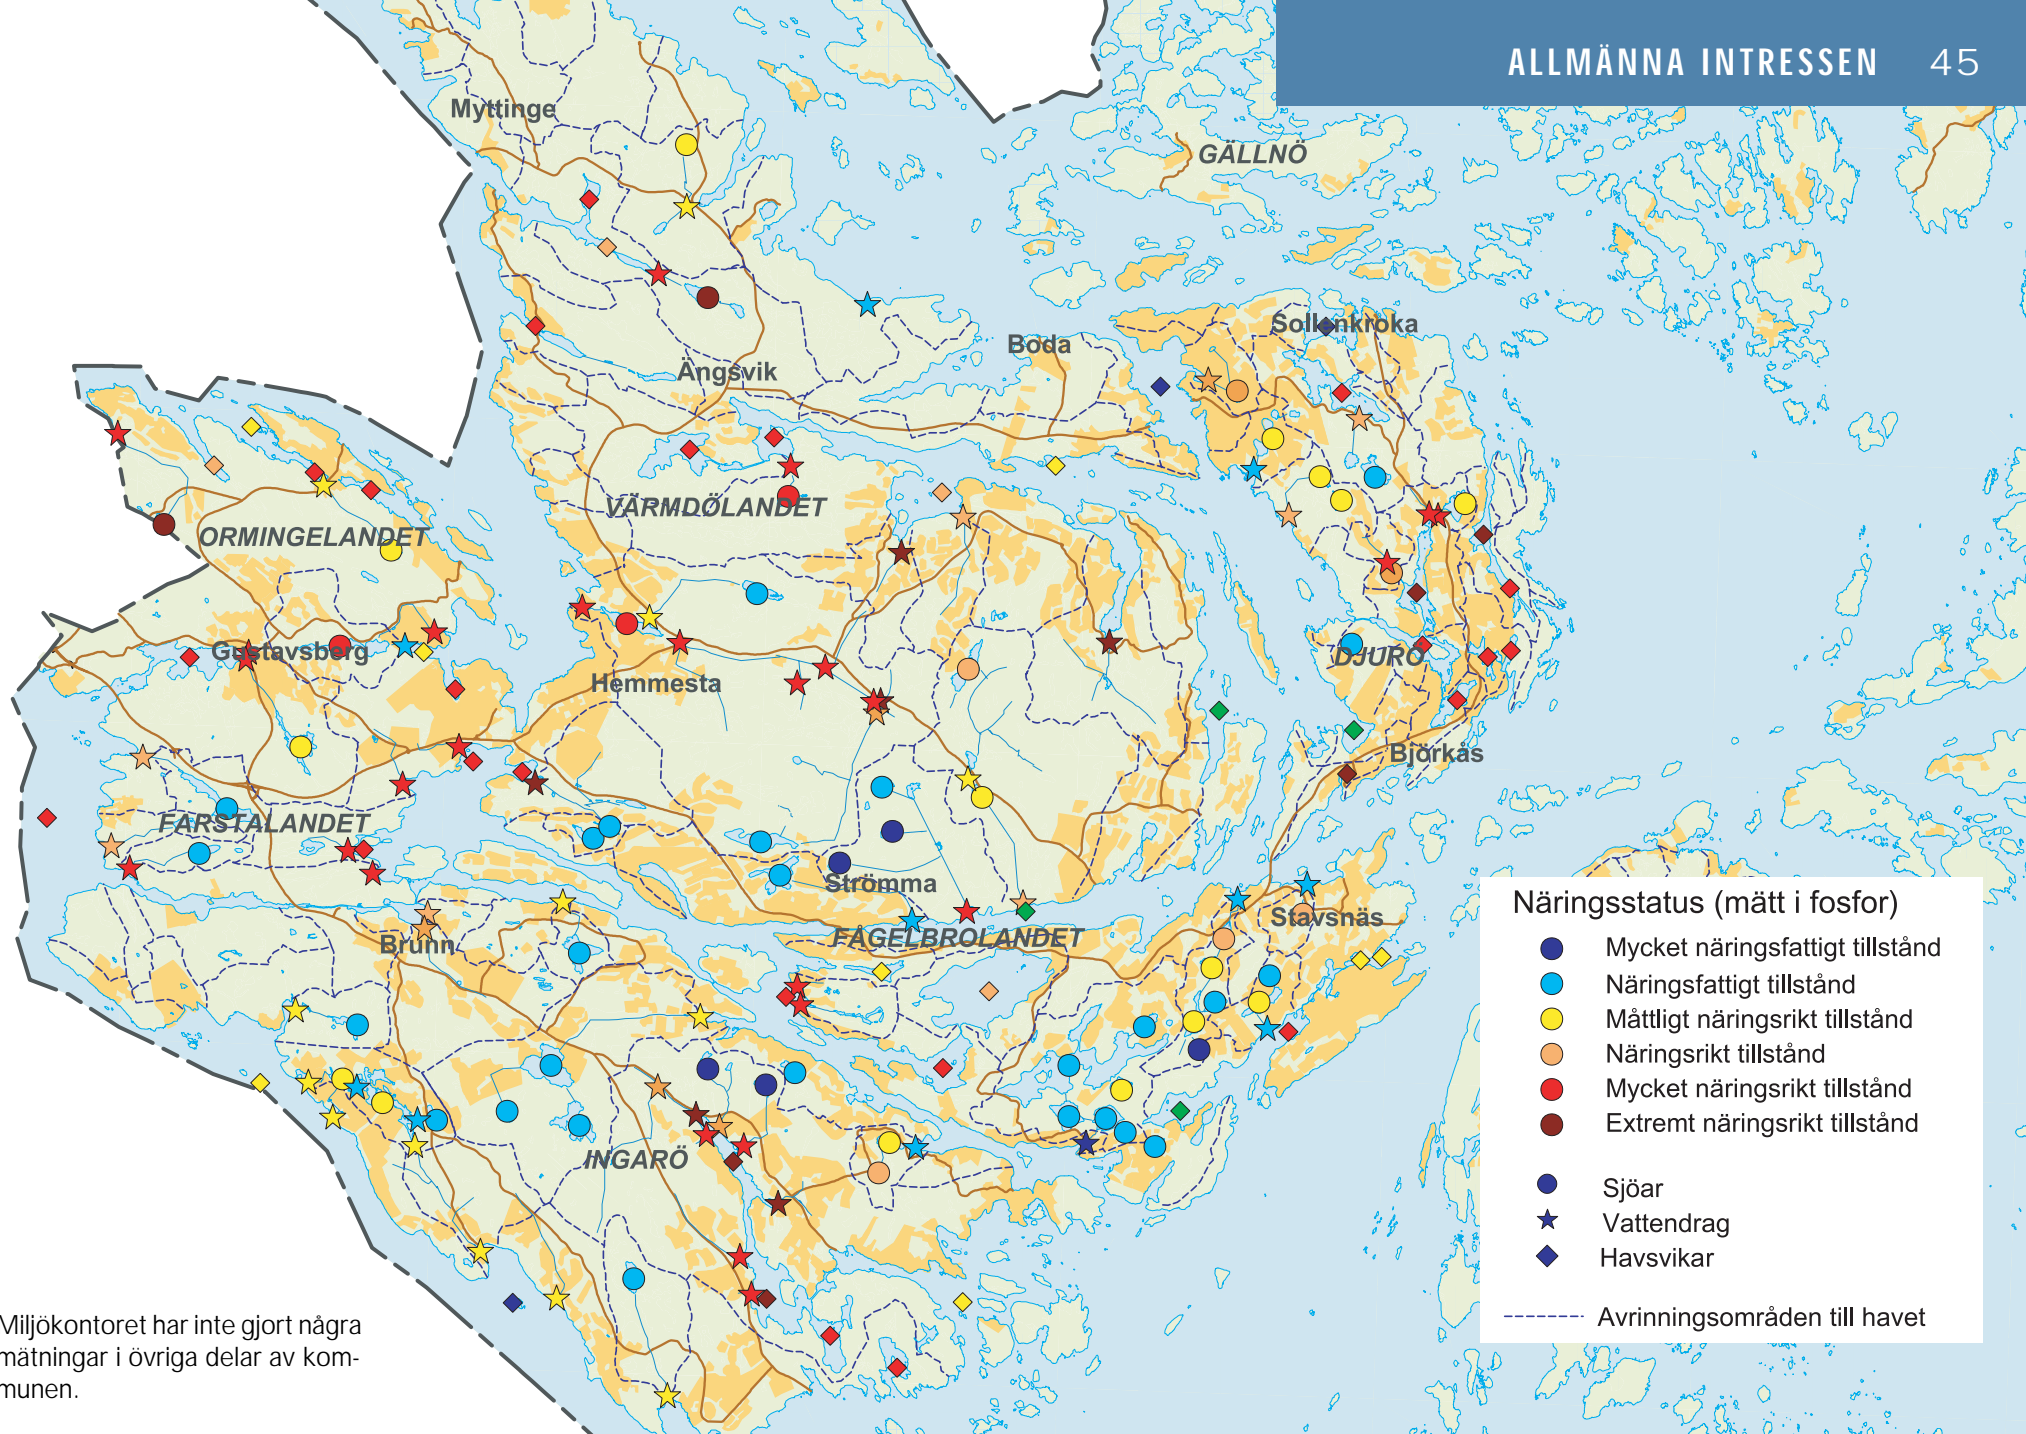 ALLMÄNNA INTRESSEN 45
Myttinge
GÄLLNÖ
Sollenkroka
Boda
Ängsvik
VÄRMDÖLANDET
ORMINGELANDET
Gustavsberg
DJURÖ
Hemmesta
Björkås
FARSTALANDET
Strömma
Stavsnäs
FÅGELBROLANDET
Brunn
INGARÖ
Näringsstatus (mätt i fosfor)
Mycket näringsfattigt tillstånd
Näringsfattigt tillstånd
Måttligt näringsrikt tillstånd
Näringsrikt tillstånd
Mycket näringsrikt tillstånd
Extremt näringsrikt tillstånd
Sjöar
Vattendrag
Havsvikar
Avrinningsområden till havet
Miljökontoret har inte gjort några
mätningar i övriga delar av kom-
munen.